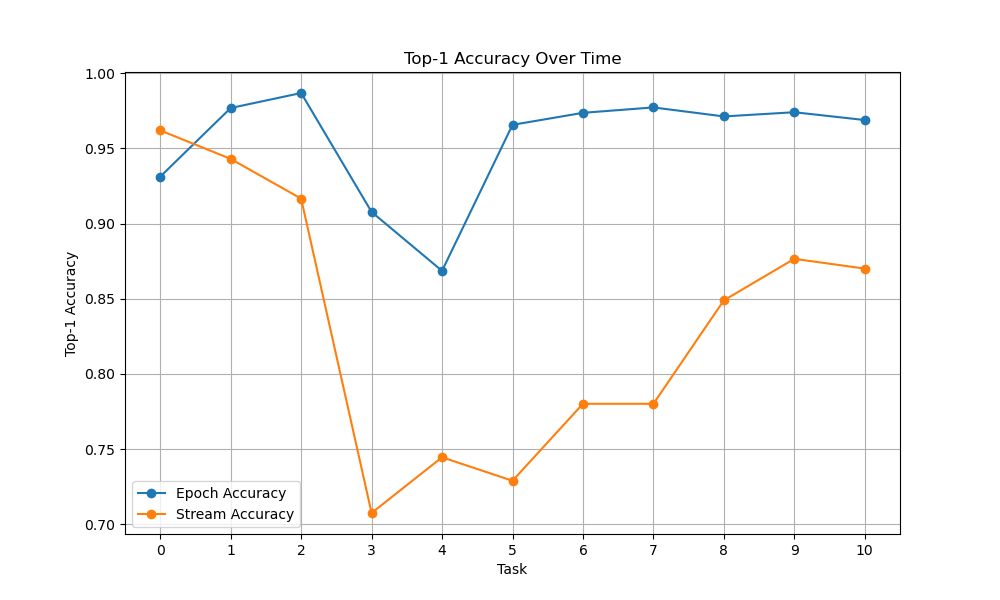 Top-1 Accuracy Over Time
1.00
0.95
0.90
0.85
0.80
0.75
0.70
Top-1 Accuracy
Epoch Accuracy
Stream Accuracy
0 1 2 3 4 5 6 7 8 9 10
Task